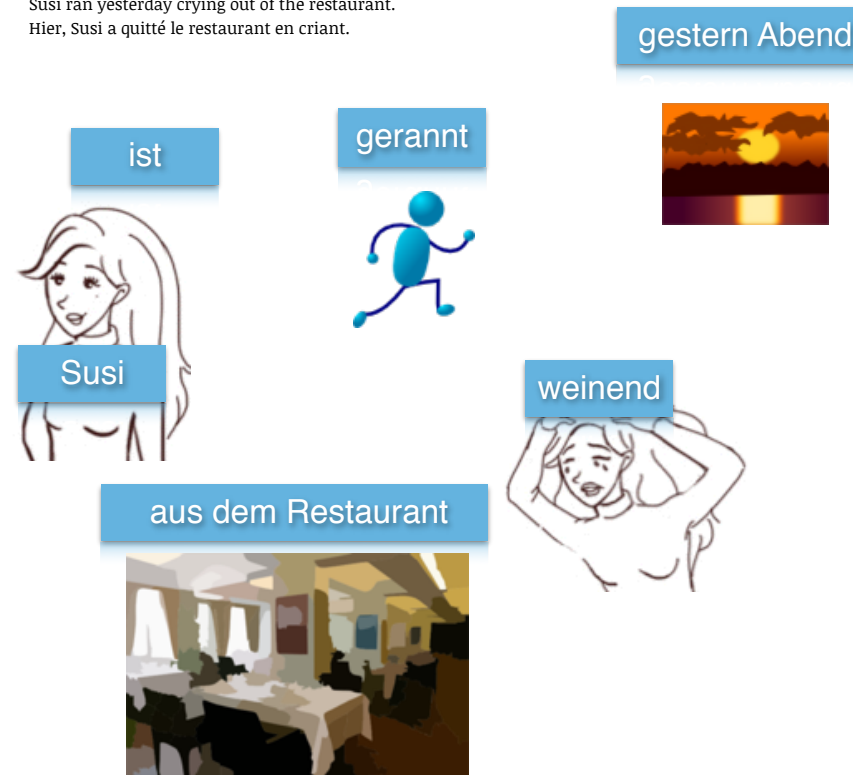 Susi ran yesterday crying out of the restaurant.
Hier, Susi a quitté le restaurant en criant.
gestern Abend
ist
gerannt
Susi
weinend
aus dem Restaurant